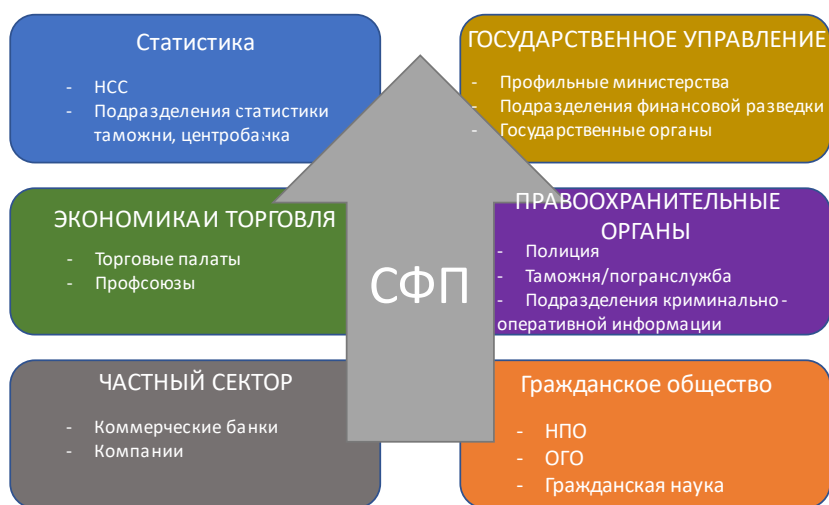 Статистика
- НСС
- Подразделения статистики
таможни, центробанка
ГОСУДАРСТВЕННОЕ УПРАВЛЕНИЕ
- Профильные министерства
- Подразделения финансовой разведки
- Государственные органы
ЭКОНОМИКА И ТОРГОВЛЯ
- Торговые палаты
- Профсоюзы
СФП
ПРАВООХРАНИТЕЛЬНЫЕ
ОРГАНЫ
- Полиция
- Таможня/погранслужба
- Подразделения криминально-
оперативной информации
ЧАСТНЫЙ СЕКТОР
- Коммерческие банки
- Компании
Гражданское общество
- НПО
- ОГО
- Гражданская наука